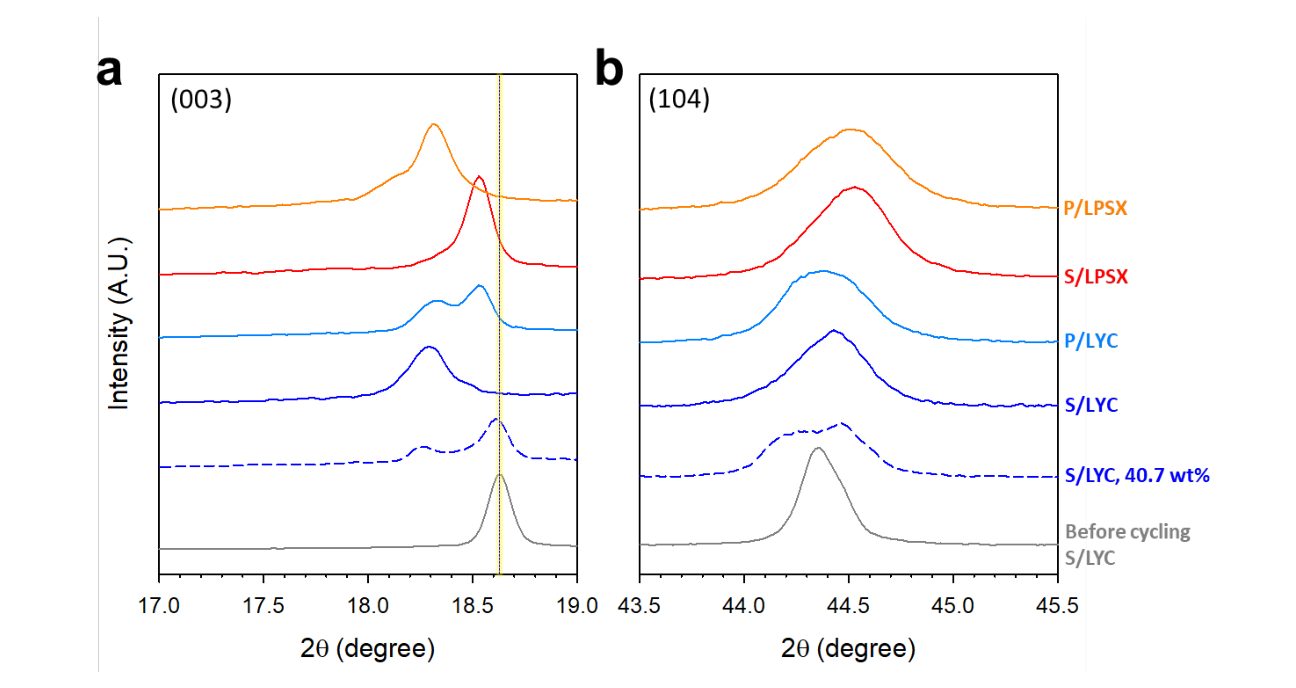 a
(003)
Intensity (A.U.)
17.0 17.5 18.0 18.5 19.0
2θ (degree)
b
(104)
P/LPSX
S/LPSX
P/LYC
S/LYC
S/LYC, 40.7 wt%
Before cycling
S/LYC
43.5 44.0 44.5 45.0 45.5
2θ (degree)